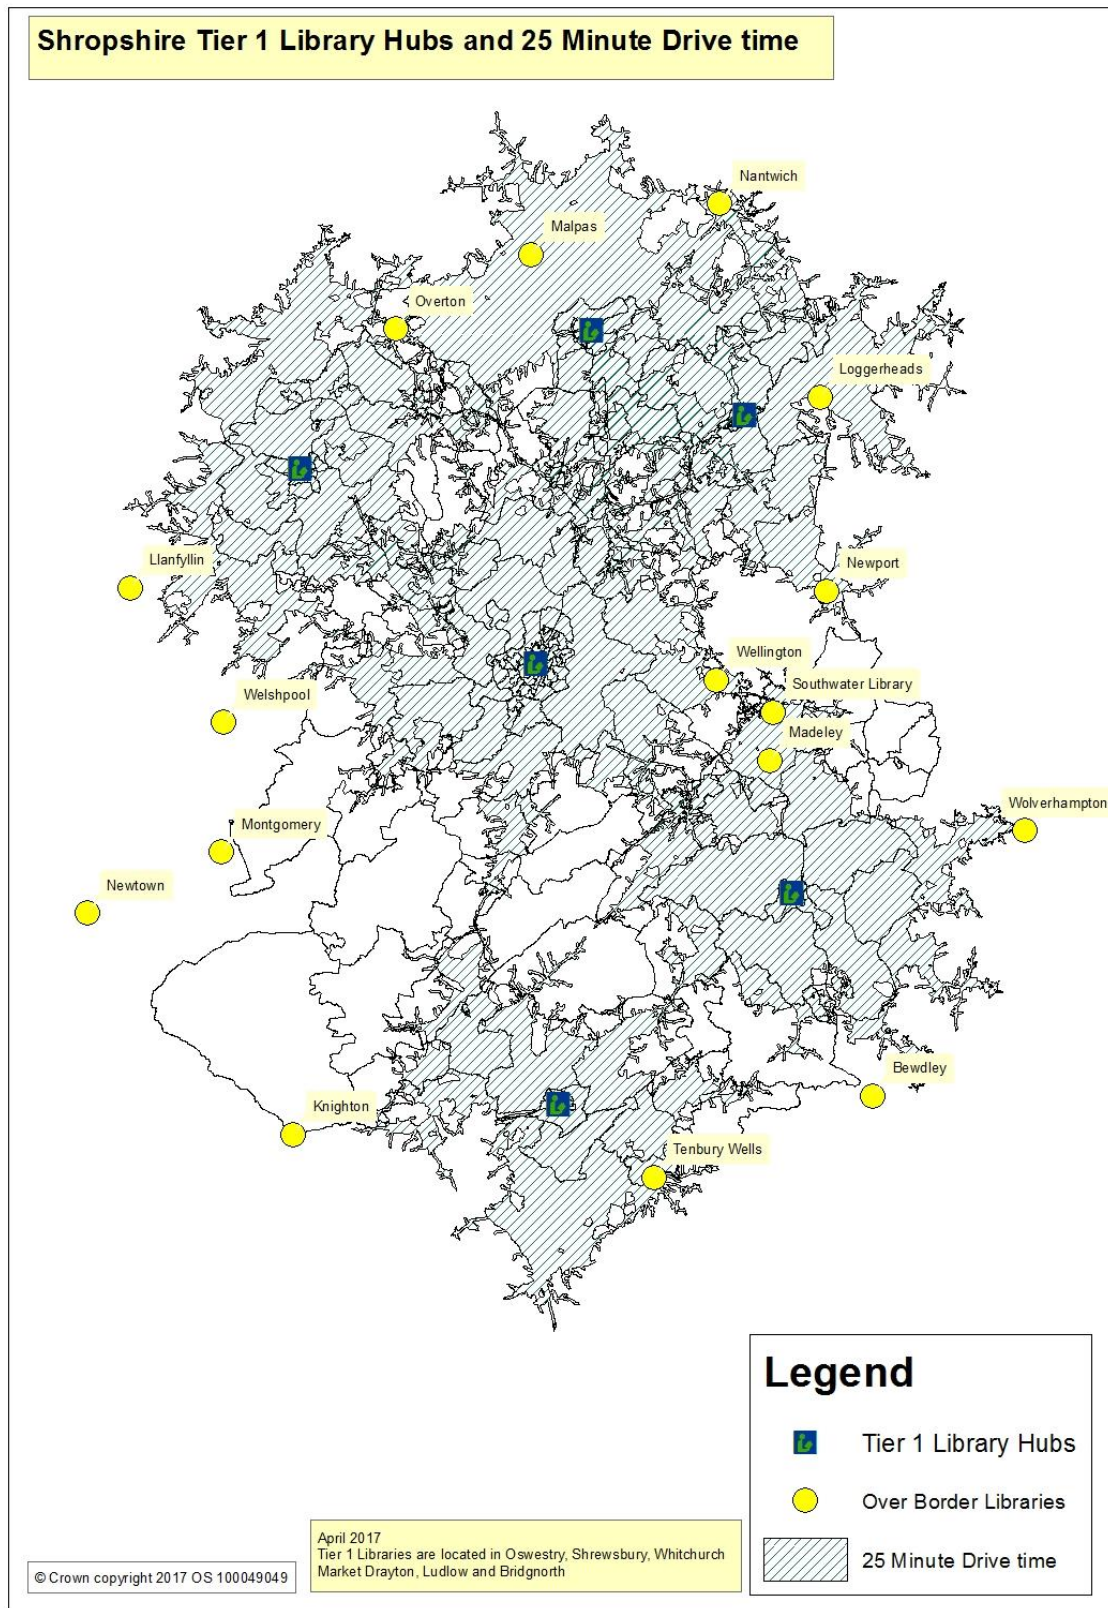 Shropshire Tier 1 Library Hubs and 25 Minute Drive time
Nantwich
Malpas
Overton
Loggerheads
Llanfyllin
Newport
Wellington
Southwater Library
Welshpool
Madeley
Wolverhampton
Montgomery
Newtown
Bewdley
Knighton
Tenbury Wells
Legend
Tier 1 Library Hubs
Over Border Libraries
25 Minute Drive time
April 2017
Tier 1 Libraries are located in Oswestry, Shrewsbury, Whitchurch
Market Drayton, Ludlow and Bridgnorth
© Crown copyright 2017 OS 100049049